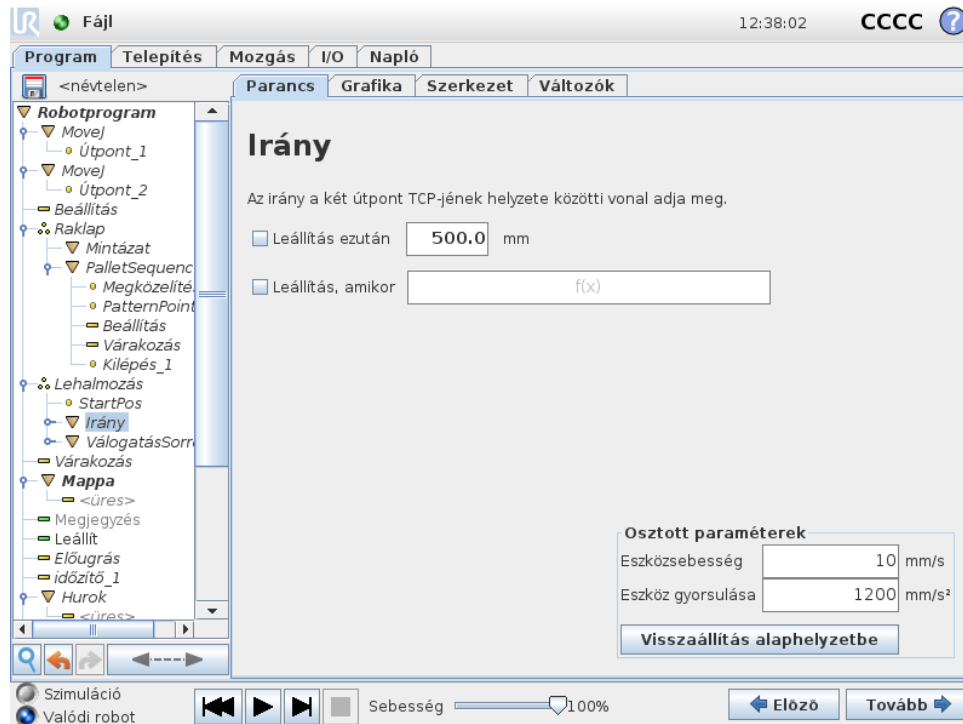 UR Fájl 12:38:02 CCCC ?
Program Telepítés Mozgás I/O Napló
<névtelen> Parancs Grafika Szerkezet Változók
Robotprogram
MoveJ
Útpont_1
MoveJ
Útpont_2
Beállítás
Raklap
Mintázat
PalletSequenc
Megközelíté
PatternPoint
Beállítás
Várakozás
Kilépés_1
Lehalmozás
StartPos
Irány
VálogatásSorr
Várakozás
Mappa
<üres>
Megjegyzés
Leállít
Előugrás
időzítő_1
Hurok
<üres>
Irány
Az irány a két útpont TCP-jének helyzete közötti vonal adja meg.
Leállítás ezután 500.0 mm
Leállítás, amikor f(x)
Osztott paraméterek
Eszközsebesség 10 mm/s
Eszköz gyorsulása 1200 mm/s²
Visszaállítás alaphelyzetbe
Szimuláció
Valódi robot
Sebesség 100%
Előző Tovább